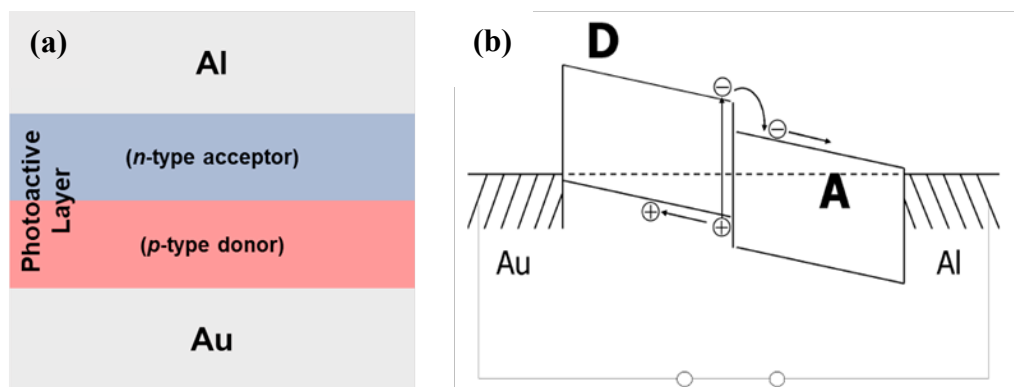 (a)
Al
Photoactive
Layer
(n-type acceptor)
(p-type donor)
Au
(b)
D
−
−
A
+
+
Au
Al